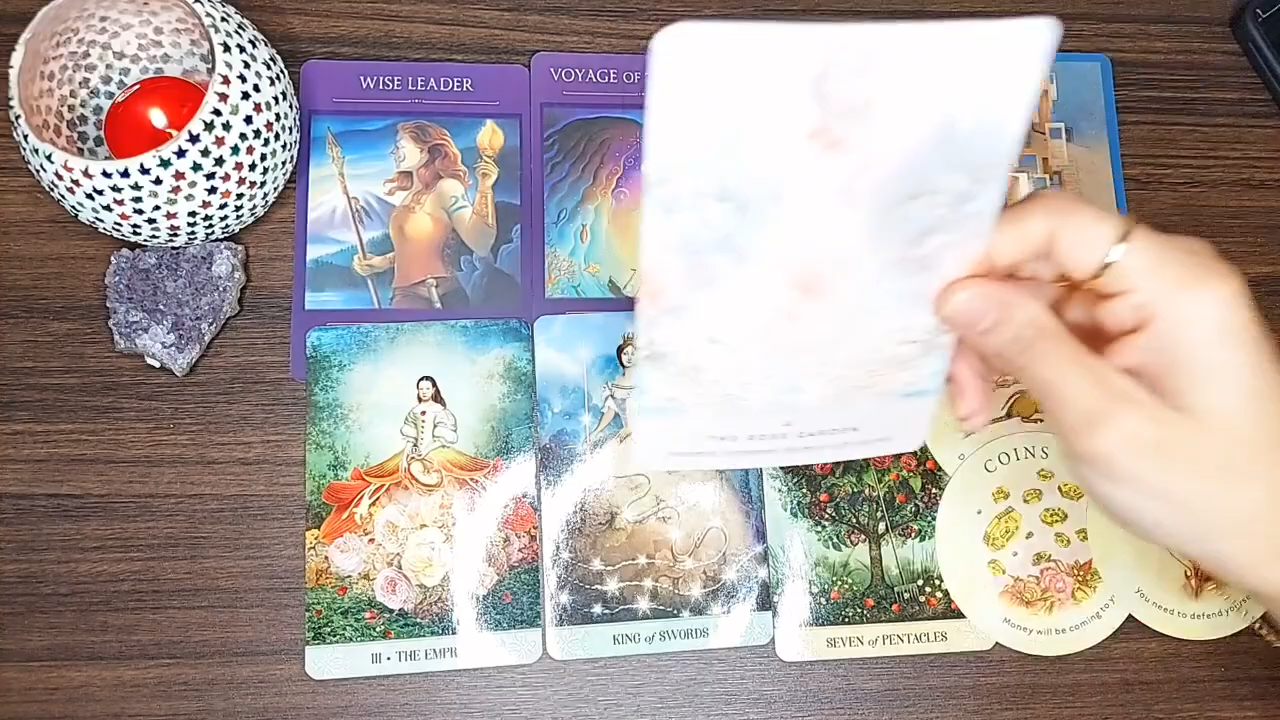 WISE LEADER
VOYAGE OF
III • THE EMPR
KING of SWORDS
SEVEN of PENTACLES
COINS
Money will be coming to y
You need to defend yourse